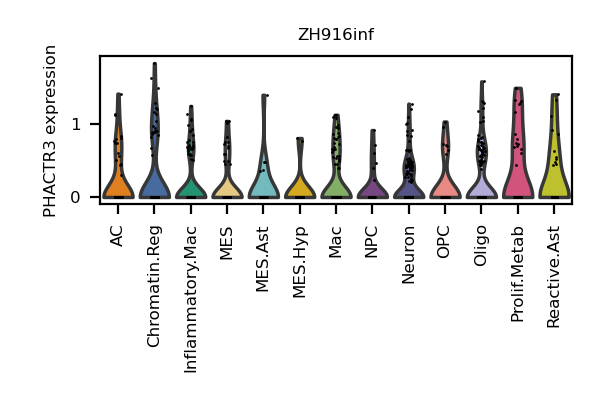 ZH916inf
PHACTR3 expression
1
0
AC
Chromatin.Reg
Inflammatory.Mac
MES
MES.Ast
MES.Hyp
Mac
NPC
Neuron
OPC
Oligo
Prolif.Metab
Reactive.Ast